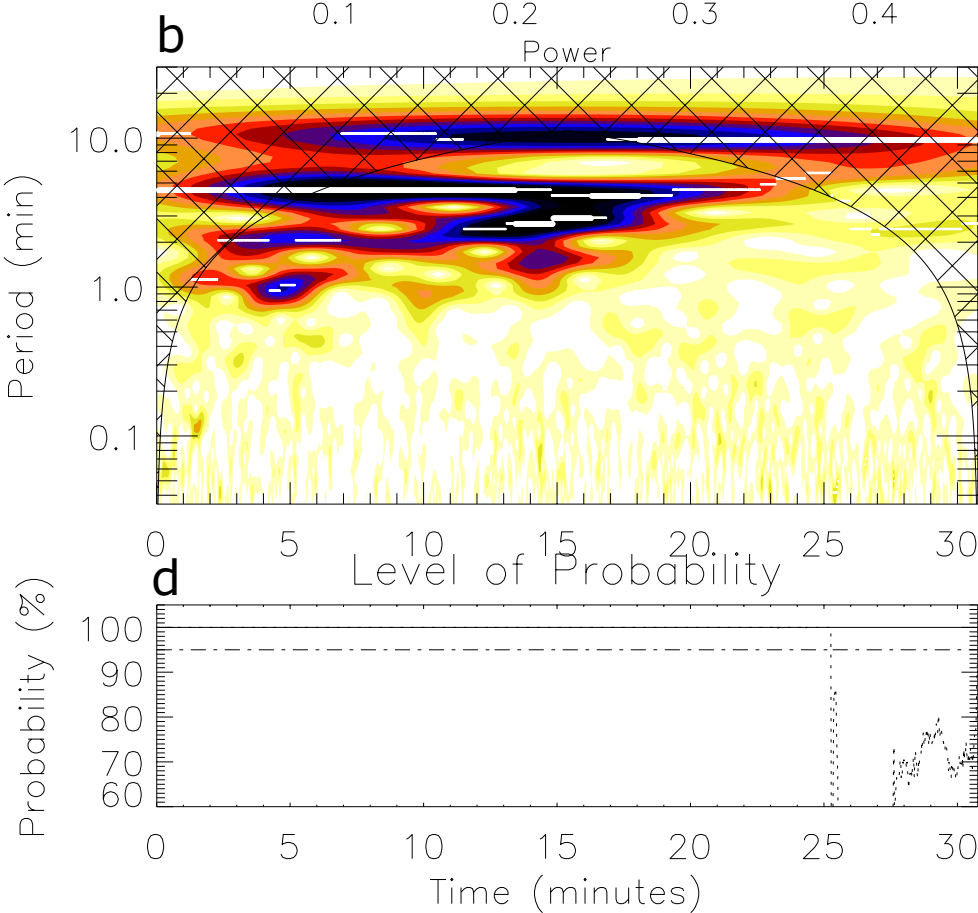 0.1 0.2 0.3 0.4
b
Power
10.0
1.0
0.1
Period (min)
0 5 10 15 20 25 30
d
Level of Probability
100
90
80
70
60
Probability (%)
0 5 10 15 20 25 30
Time (minutes)